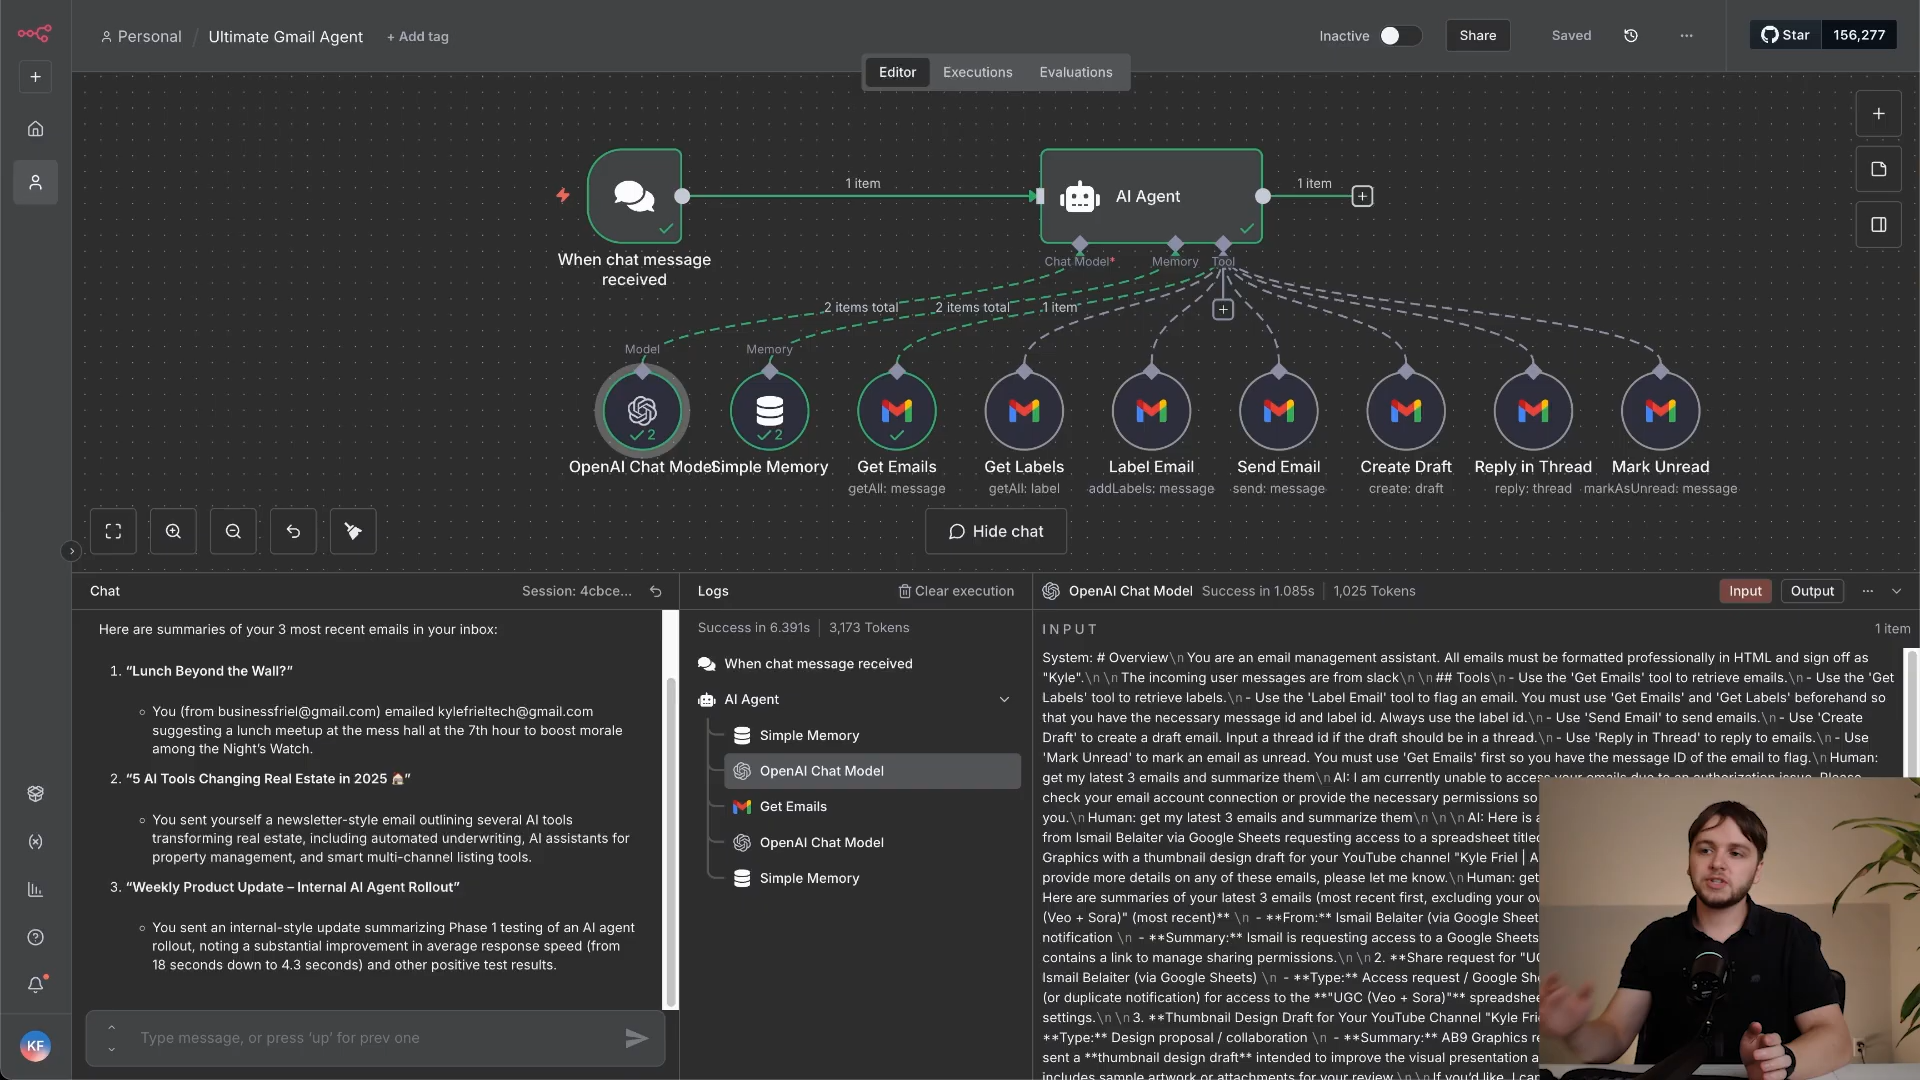 Personal / Ultimate Gmail Agent + Add tag
Inactive Share Saved ... Star 156,277
Editor Executions Evaluations
1 item
AI Agent
1 item
When chat message
received
Chat Model* Memory Tool
2 items total 2 items total 1 item
Model Memory
2 2
OpenAI Chat Model Simple Memory Get Emails Get Labels Label Email Send Email Create Draft Reply in Thread Mark Unread
getAll: message getAll: label addLabels: message send: message create: draft reply: thread markAsUnread: message
Hide chat
Chat Session: 4cbce...
Here are summaries of your 3 most recent emails in your inbox:
1. “Lunch Beyond the Wall?”
◦ You (from businessfriel@gmail.com) emailed kylefrieltech@gmail.com
suggesting a lunch meetup at the mess hall at the 7th hour to boost morale
among the Night’s Watch.
2. “5 AI Tools Changing Real Estate in 2025 🏠”
◦ You sent yourself a newsletter-style email outlining several AI tools
transforming real estate, including automated underwriting, AI assistants for
property management, and smart multi-channel listing tools.
3. “Weekly Product Update – Internal AI Agent Rollout”
◦ You sent an internal-style update summarizing Phase 1 testing of an AI agent
rollout, noting a substantial improvement in average response speed (from
18 seconds down to 4.3 seconds) and other positive test results.
Type message, or press ‘up’ for prev one
KF
Logs Clear execution
Success in 6.391s | 3,173 Tokens
When chat message received
AI Agent
Simple Memory
OpenAI Chat Model
Get Emails
OpenAI Chat Model
Simple Memory
OpenAI Chat Model Success in 1.085s | 1,025 Tokens Input Output ...
INPUT 1 item
System: # Overview\n You are an email management assistant. All emails must be formatted professionally in HTML and sign off as
"Kyle".\n \n The incoming user messages are from slack\n \n ## Tools\n - Use the 'Get Emails' tool to retrieve emails.\n - Use the 'Get
Labels' tool to retrieve labels.\n - Use the 'Label Email' tool to flag an email. You must use 'Get Emails' and 'Get Labels' beforehand so
that you have the necessary message id and label id. Always use the label id.\n - Use 'Send Email' to send emails.\n - Use 'Create
Draft' to create a draft email. Input a thread id if the draft should be in a thread.\n - Use 'Reply in Thread' to reply to emails.\n - Use
'Mark Unread' to mark an email as unread. You must use 'Get Emails' first so you have the message ID of the email to flag.\n Human:
get my latest 3 emails and summarize them\n AI: I am currently unable to access your emails due to an authorization issue. Please
check your email account connection or provide the necessary permissions so
you.\n Human: get my latest 3 emails and summarize them\n \n \n AI: Here is a
from Ismail Belaiter via Google Sheets requesting access to a spreadsheet titled
Graphics with a thumbnail design draft for your YouTube channel "Kyle Friel | A
provide more details on any of these emails, please let me know.\n Human: get
Here are summaries of your latest 3 emails (most recent first, excluding your ow
(Veo + Sora)" (most recent)** \n - **From:** Ismail Belaiter (via Google Sheet
notification \n - **Summary:** Ismail is requesting access to a Google Sheets
contains a link to manage sharing permissions.\n \n 2. **Share request for "UG
Ismail Belaiter (via Google Sheets) \n - **Type:** Access request / Google She
(or duplicate notification) for access to the **"UGC (Veo + Sora)"** spreadshee
settings.\n \n 3. **Thumbnail Design Draft for Your YouTube Channel "Kyle Frie
**Type:** Design proposal / collaboration \n - **Summary:** AB9 Graphics re
sent a **thumbnail design draft** intended to improve the visual presentation a
includes sample artwork or attachments for your review.\n \n If you’d like, I can